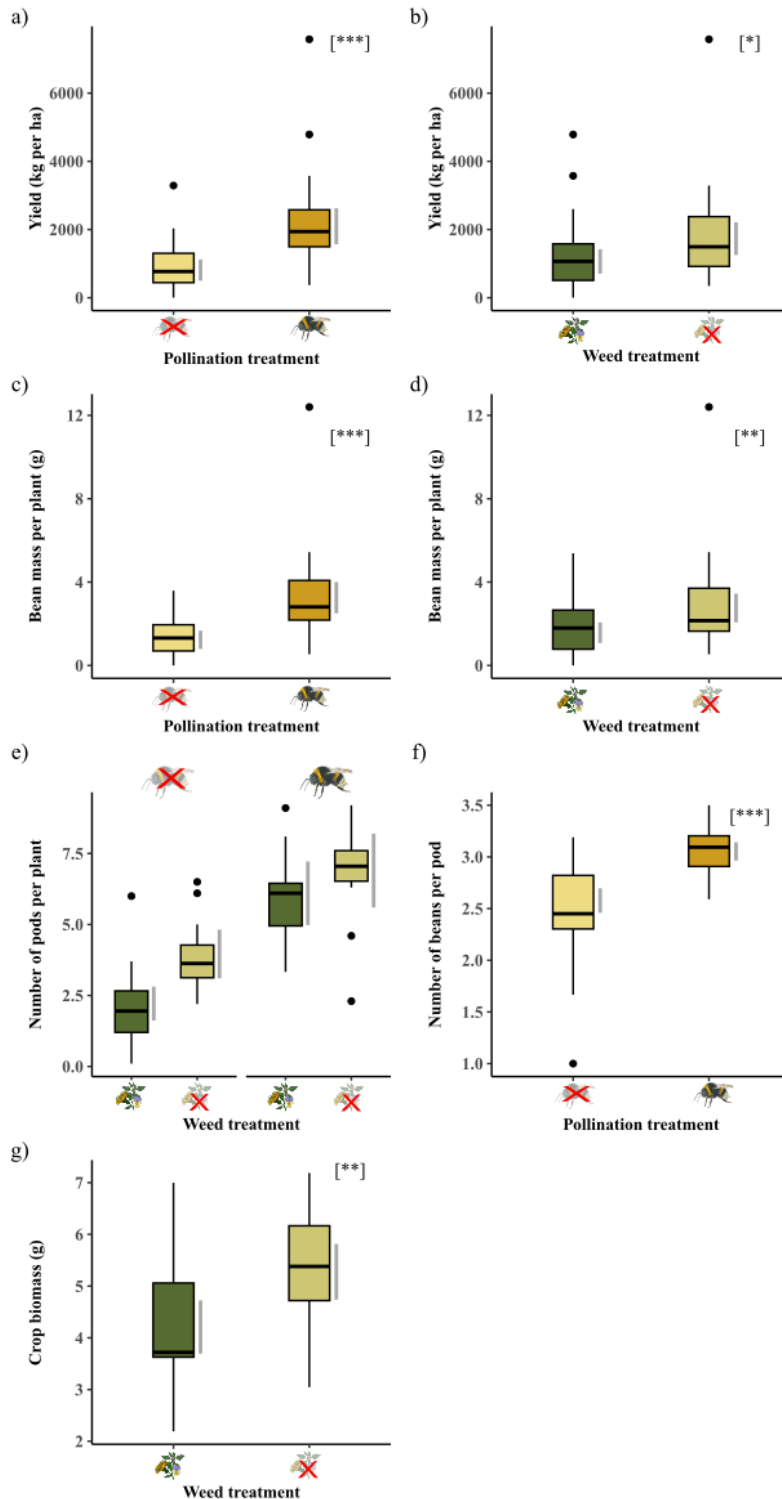 a)
[***]
Yield (kg per ha)
6000
4000
2000
0
Pollination treatment
b)
[*]
Yield (kg per ha)
6000
4000
2000
0
Weed treatment
c)
[***]
Bean mass per plant (g)
12
8
4
0
Pollination treatment
d)
[**]
Bean mass per plant (g)
12
8
4
0
Weed treatment
e)
Number of pods per plant
7.5
5.0
2.5
0.0
Weed treatment
f)
[***]
Number of beans per pod
3.5
3.0
2.5
2.0
1.5
1.0
Pollination treatment
g)
[**]
Crop biomass (g)
7
6
5
4
3
2
Weed treatment